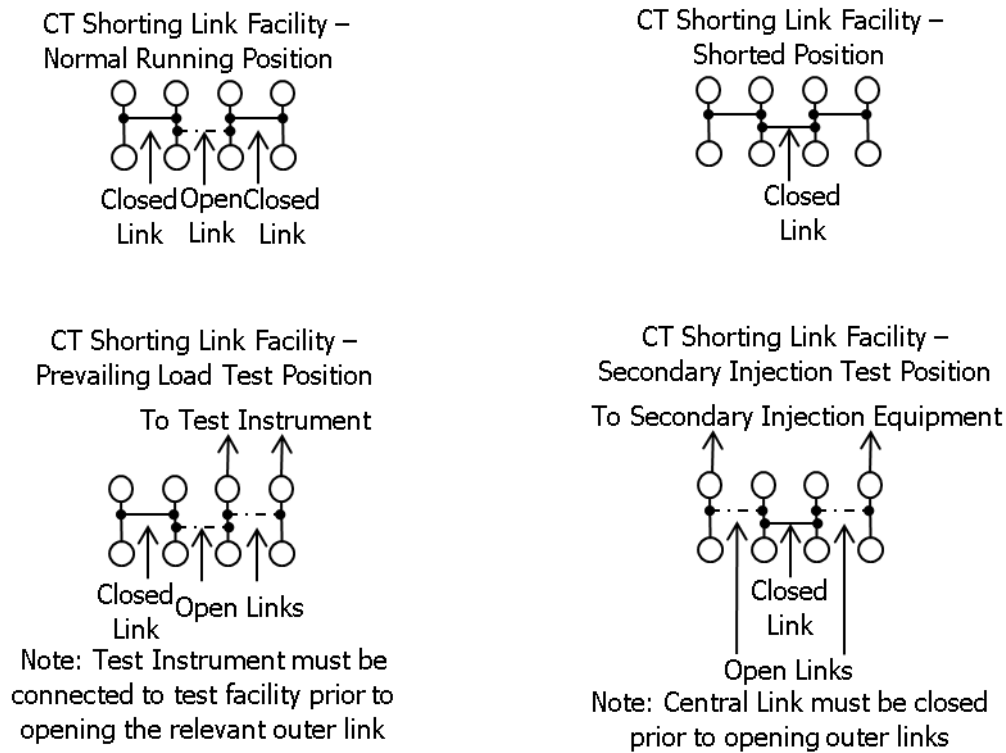 CT Shorting Link Facility –
Normal Running Position
Closed Open Closed
Link Link Link
CT Shorting Link Facility –
Shorted Position
Closed
Link
CT Shorting Link Facility –
Prevailing Load Test Position
To Test Instrument
Closed
Link
Open Links
Note: Test Instrument must be
connected to test facility prior to
opening the relevant outer link
CT Shorting Link Facility –
Secondary Injection Test Position
To Secondary Injection Equipment
Closed
Link
Open Links
Note: Central Link must be closed
prior to opening outer links